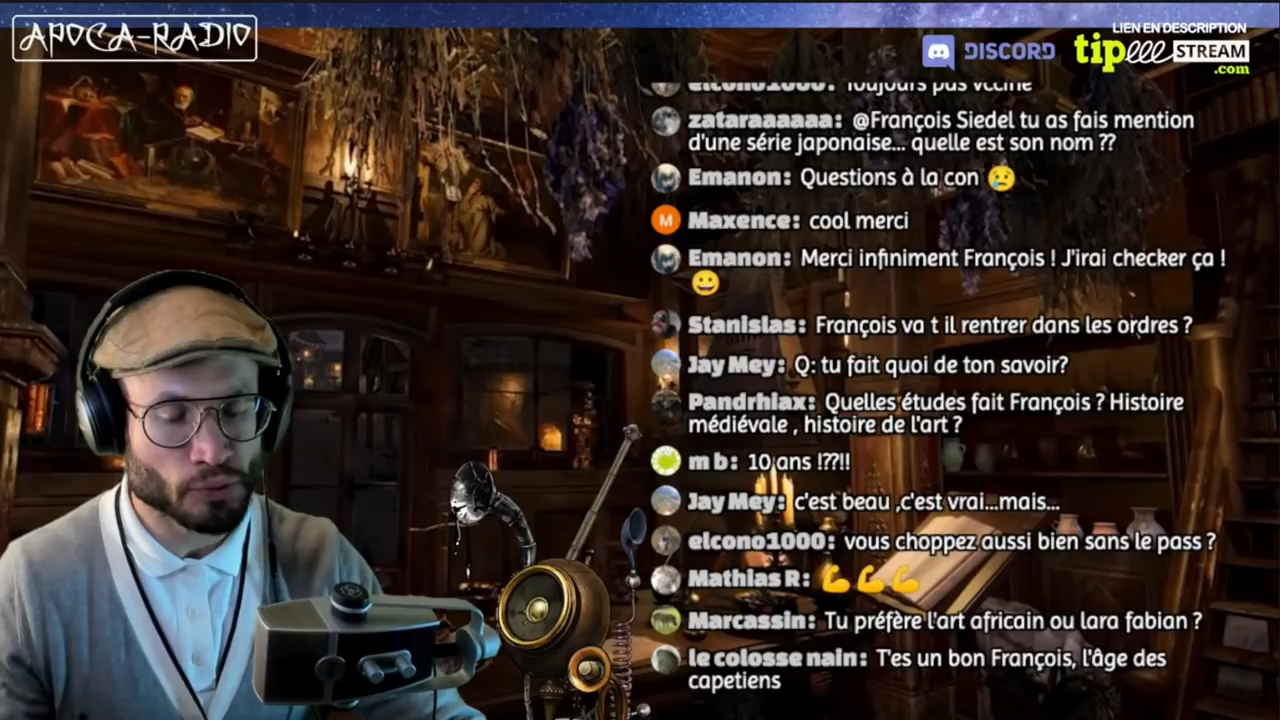 APOCA-RADIO
LIEN EN DESCRIPTION
DISCORD
tipeee STREAM
.com
elcono1000: Toujours pas vccine
zataraaaaaa: @François Siedel tu as fais mention
d'une série japonaise... quelle est son nom ??
Emanon: Questions à la con 😢
M Maxence: cool merci
Emanon: Merci infiniment François ! J'irai checker ça !
😀
Stanislas: François va t il rentrer dans les ordres ?
Jay Mey: Q: tu fait quoi de ton savoir?
Pandrhiax: Quelles études fait François ? Histoire
médiévale , histoire de l'art ?
m b: 10 ans !??!!
Jay Mey: c'est beau ,c'est vrai...mais...
elcono1000: vous choppez aussi bien sans le pass ?
Mathias R: 💪💪💪
Marcassin: Tu préfère l'art africain ou lara fabian ?
le colosse nain: T'es un bon François, l'âge des
capetiens